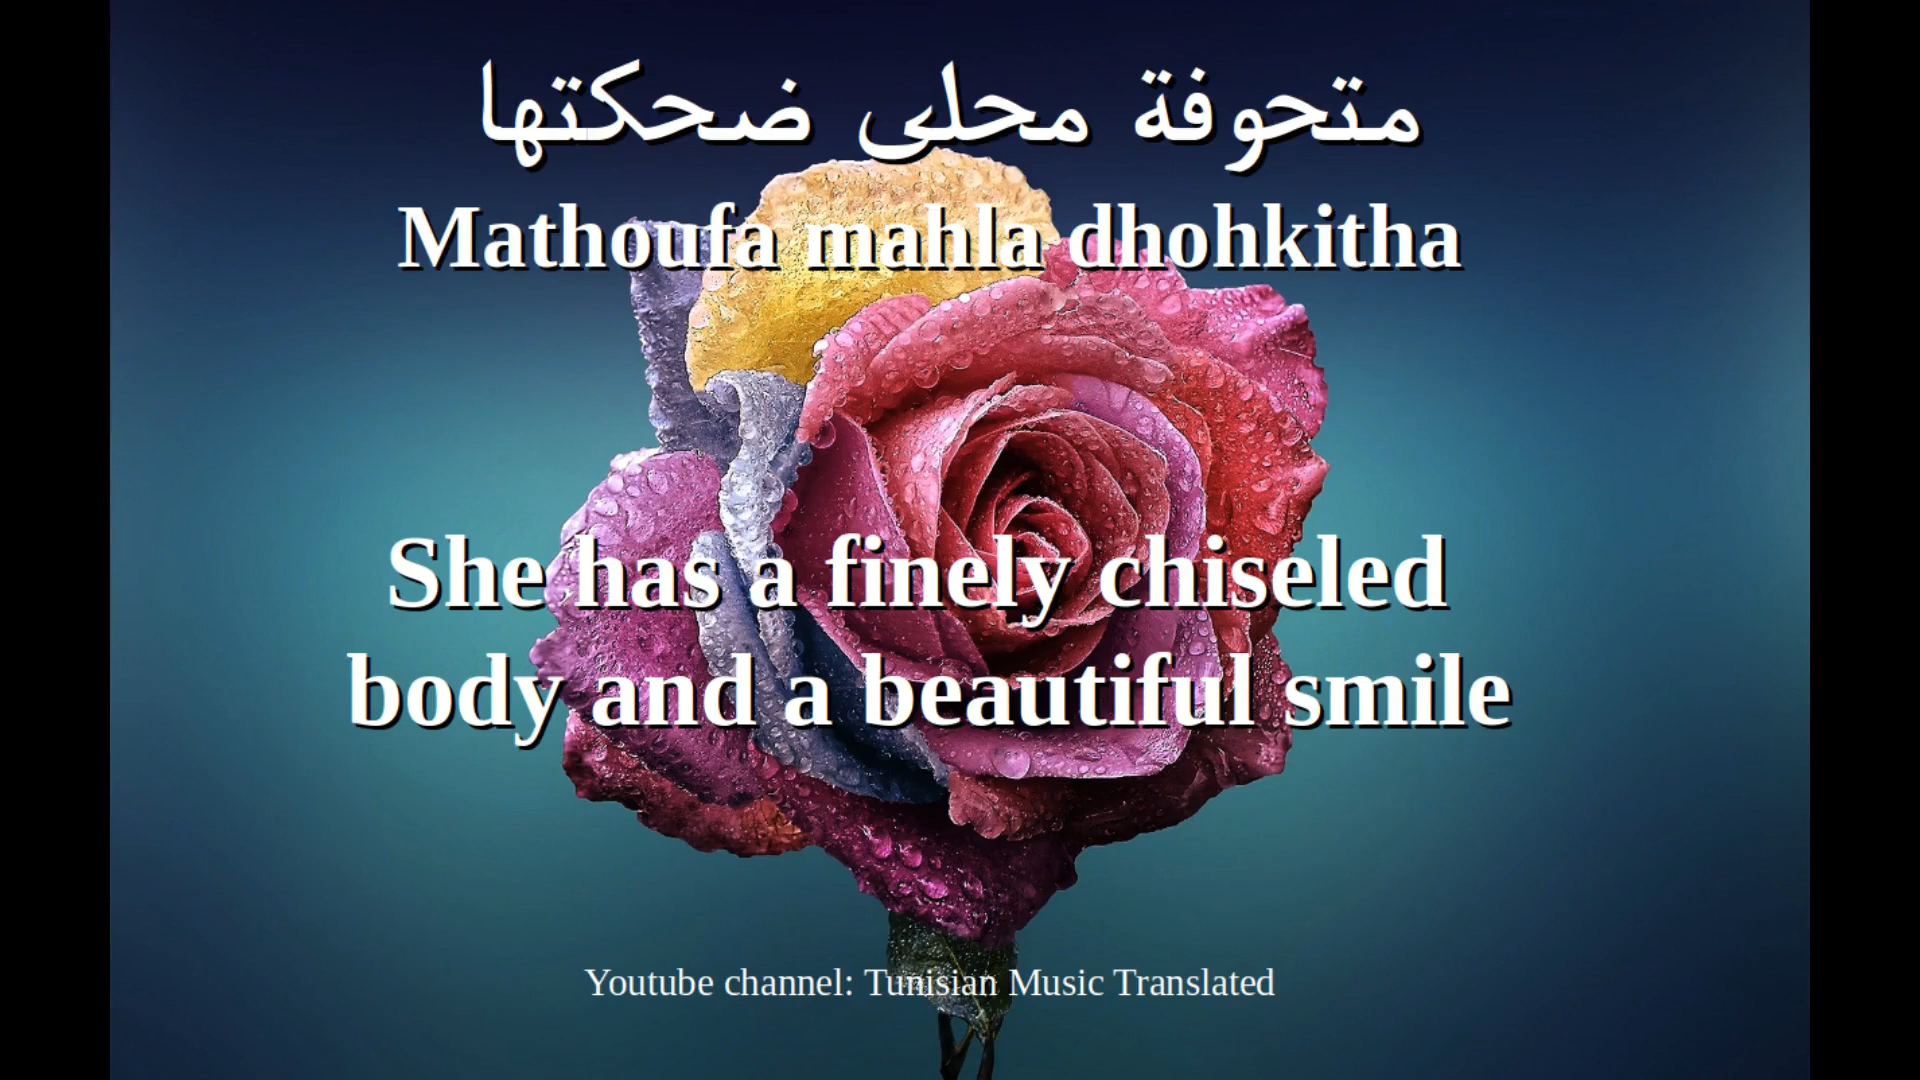 متحوفة محلى ضحكتها
Mathoufa mahla dhohkitha
She has a finely chiseled
body and a beautiful smile
Youtube channel: Tunisian Music Translated